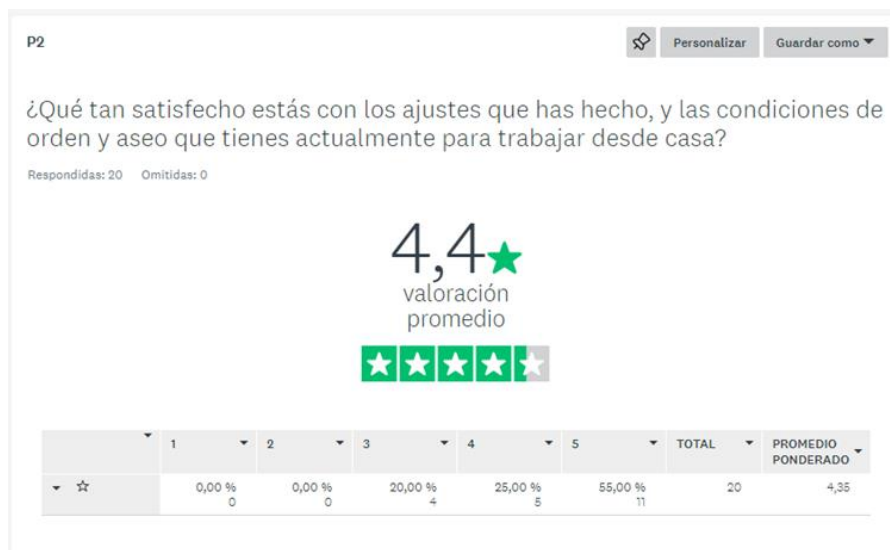 P2
Personalizar
Guardar como
¿Qué tan satisfecho estás con los ajustes que has hecho, y las condiciones de
orden y aseo que tienes actualmente para trabajar desde casa?
Respondidas: 20 Omitidas: 0
4,4
valoración
promedio
1 2 3 4 5 TOTAL PROMEDIO
PONDERADO
0,00 % 0,00 % 20,00 % 25,00 % 55,00 % 20 4,35
0 0 4 5 11